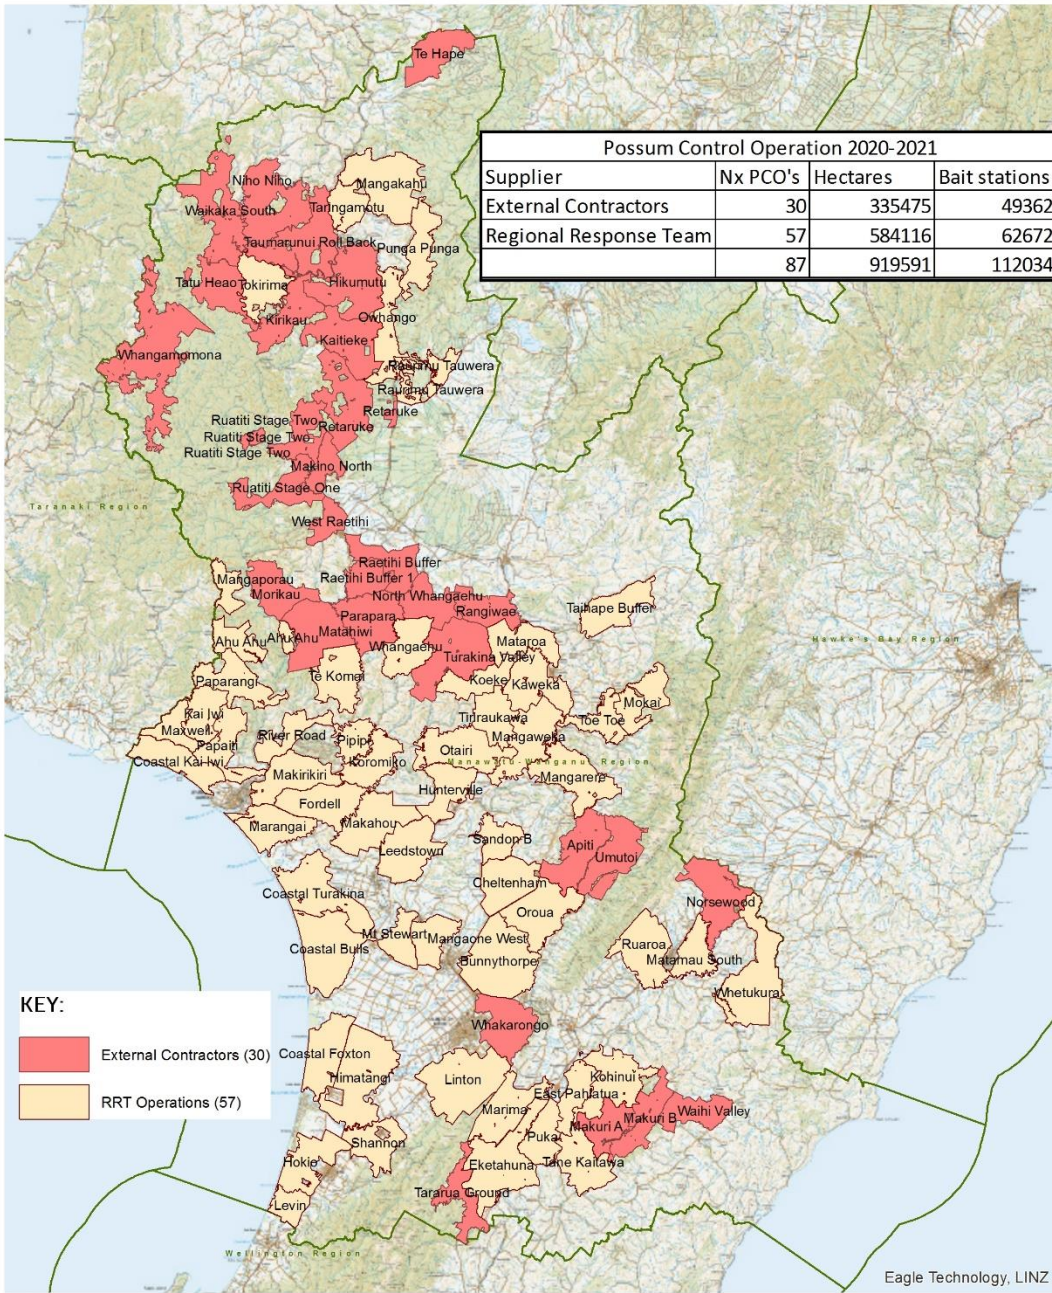 Te Hape
Possum Control Operation 2020-2021
Supplier Nx PCO's Hectares Bait stations
External Contractors 30 335475 49362
Regional Response Team 57 584116 62672
87 919591 112034
Niho Niho
Mangakahu
Waikaka South
Taringamotu
Taumarunui Roll Back
Punga Punga
Tatu Heao
Tokirima
Hikumutu
Kirikau
Owhango
Kaitieke
Whangamomona
Raurimu Tauwera
Raurimu Tauwera
Retaruke
Ruatiti Stage Two
Retaruke
Ruatiti Stage Two
Ruatiti Stage Two
Makino North
Ruatiti Stage One
Taranaki Region
West Raetihi
Raetihi Buffer
Mangaporau
Raetihi Buffer 1
Morikau
North Whangaehu
Rangiwae
Taihape Buffer
Parapara
Matahiwi
Ahu Ahu
Ahu Ahu
Whangaehu
Mataroa
Turakina Valley
Hawke's Bay Region
Te Komai
Koeke
Kaweka
Paparangi
Mokai
Kai Iwi
Tiriraukawa
Toe Toe
Maxwell
River Road
Pipipi
Mangaweka
Papaiti
Otairi
Coastal Kai Iwi
Koromiko
Manawatu-Wanganui Region
Makirikiri
Mangarere
Hunterville
Fordell
Marangai
Makahou
Sandon B
Leedstown
Apiti
Umutoi
Cheltenham
Coastal Turakina
Norsewood
Oroua
Mt Stewart
Mangaone West
Coastal Bulls
Ruaroa
Bunnythorpe
Matamau South
Whetukura
KEY:
External Contractors (30)
RRT Operations (57)
Whakarongo
Coastal Foxton
Himatangi
Linton
Kohinui
East Pahiatua
Marima
Waihi Valley
Makuri B
Makuri A
Puka
Shannon
Hokio
Eketahuna
Tane Kaitawa
Tararua Ground
Levin
Wellington Region
Eagle Technology, LINZ